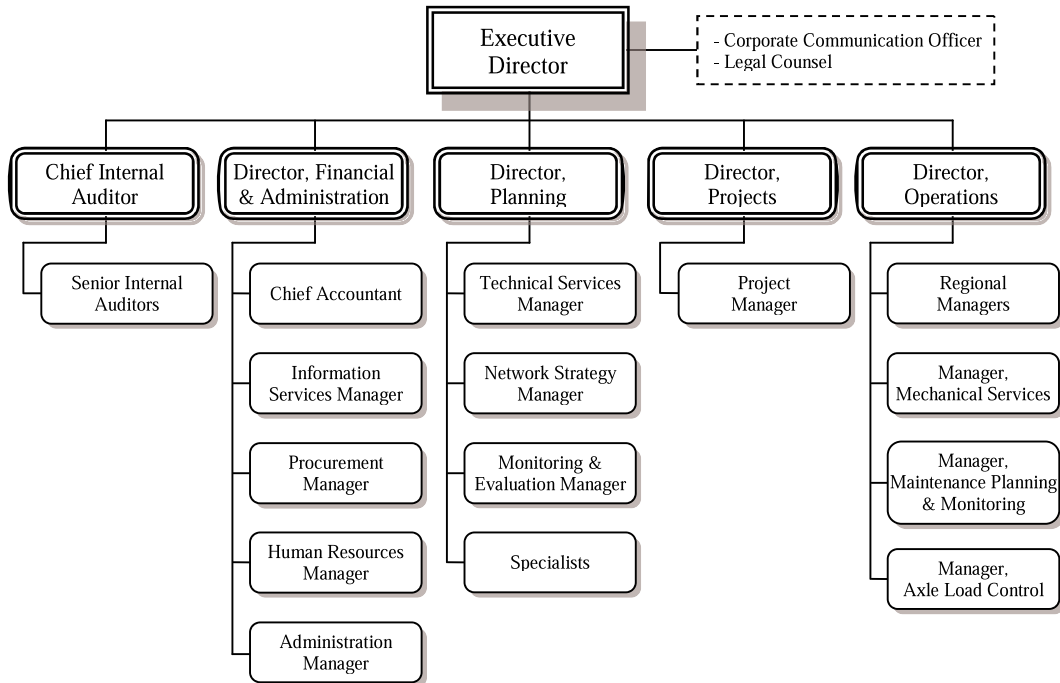 Executive
Director
- Corporate Communication Officer
- Legal Counsel
Chief Internal
Auditor
Director, Financial
& Administration
Director,
Planning
Director,
Projects
Director,
Operations
Senior Internal
Auditors
Chief Accountant
Information
Services Manager
Procurement
Manager
Human Resources
Manager
Administration
Manager
Technical Services
Manager
Network Strategy
Manager
Monitoring &
Evaluation Manager
Specialists
Project
Manager
Regional
Managers
Manager,
Mechanical Services
Manager,
Maintenance Planning
& Monitoring
Manager,
Axle Load Control